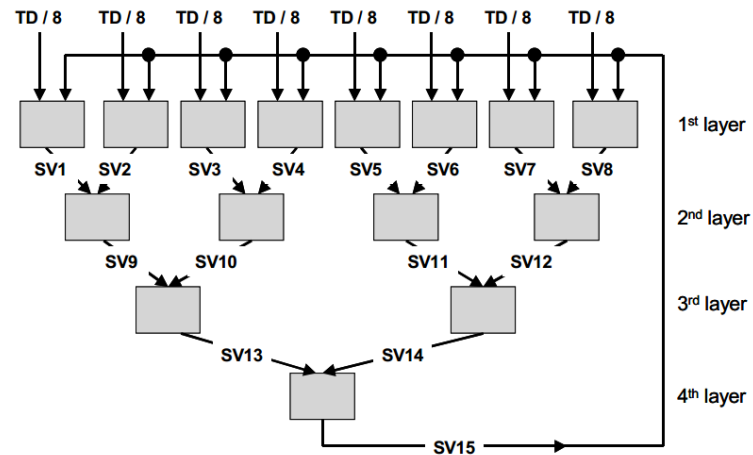 TD / 8 TD / 8 TD / 8 TD / 8 TD / 8 TD / 8 TD / 8 TD / 8
1st layer
SV1 SV2 SV3 SV4 SV5 SV6 SV7 SV8
2nd layer
SV9 SV10 SV11 SV12
3rd layer
SV13 SV14
4th layer
SV15